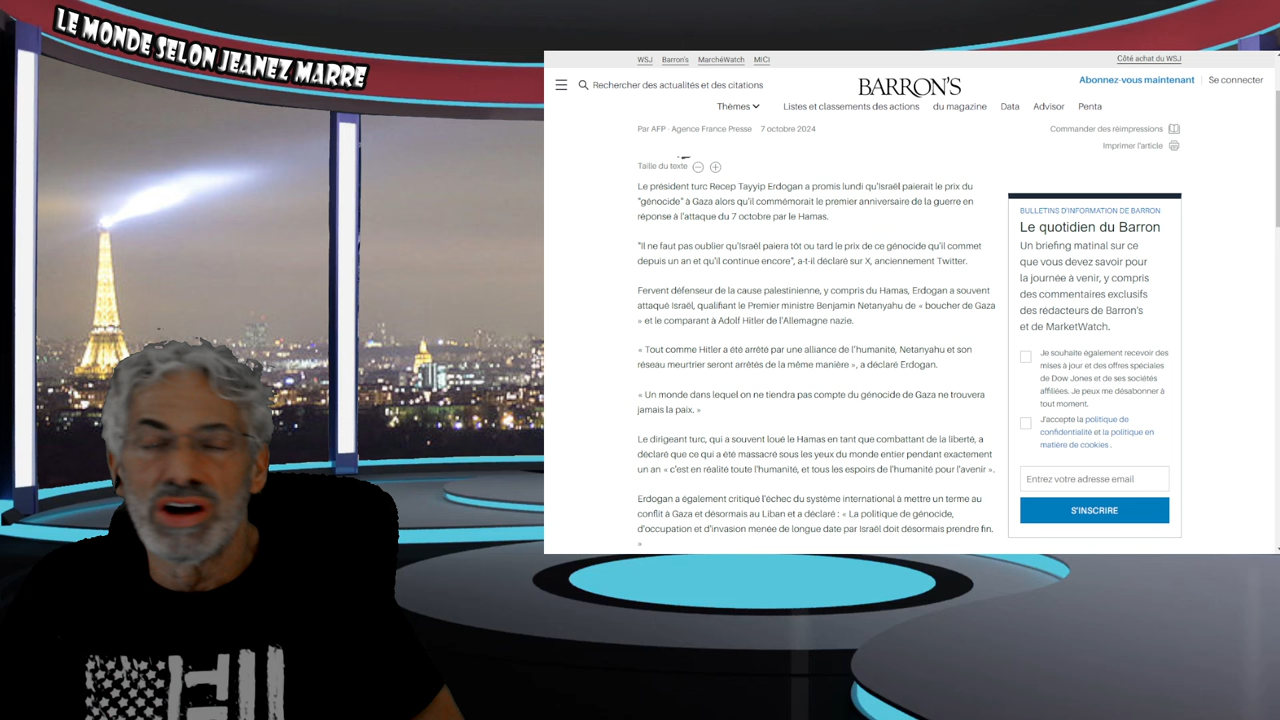 LE MONDE SELON JEANEZ MARRE
WSJ Barron's MarchéWatch MiCi
Côté achat du WSJ
Rechercher des actualités et des citations
BARRON'S
Abonnez-vous maintenant Se connecter
Thèmes Listes et classements des actions du magazine Data Advisor Penta
Par AFP - Agence France Presse 7 octobre 2024
Commander des réimpressions
Imprimer l'article
Taille du texte
Le président turc Recep Tayyip Erdogan a promis lundi qu'Israël paierait le prix du
"génocide" à Gaza alors qu'il commémorait le premier anniversaire de la guerre en
réponse à l'attaque du 7 octobre par le Hamas.
"Il ne faut pas oublier qu'Israël paiera tôt ou tard le prix de ce génocide qu'il commet
depuis un an et qu'il continue encore", a-t-il déclaré sur X, anciennement Twitter.
Fervent défenseur de la cause palestinienne, y compris du Hamas, Erdogan a souvent
attaqué Israël, qualifiant le Premier ministre Benjamin Netanyahu de « boucher de Gaza
» et le comparant à Adolf Hitler de l'Allemagne nazie.
« Tout comme Hitler a été arrêté par une alliance de l'humanité, Netanyahu et son
réseau meurtrier seront arrêtés de la même manière », a déclaré Erdogan.
« Un monde dans lequel on ne tiendra pas compte du génocide de Gaza ne trouvera
jamais la paix. »
Le dirigeant turc, qui a souvent loué le Hamas en tant que combattant de la liberté, a
déclaré que ce qui a été massacré sous les yeux du monde entier pendant exactement
un an « c'est en réalité toute l'humanité, et tous les espoirs de l'humanité pour l'avenir ».
Erdogan a également critiqué l'échec du système international à mettre un terme au
conflit à Gaza et désormais au Liban et a déclaré : « La politique de génocide,
d'occupation et d'invasion menée de longue date par Israël doit désormais prendre fin.
»
BULLETINS D'INFORMATION DE BARRON
Le quotidien du Barron
Un briefing matinal sur ce
que vous devez savoir pour
la journée à venir, y compris
des commentaires exclusifs
des rédacteurs de Barron's
et de MarketWatch.
Je souhaite également recevoir des
mises à jour et des offres spéciales
de Dow Jones et de ses sociétés
affiliées. Je peux me désabonner à
tout moment.
J'accepte la politique de
confidentialité et la politique en
matière de cookies .
Entrez votre adresse email
S'INSCRIRE